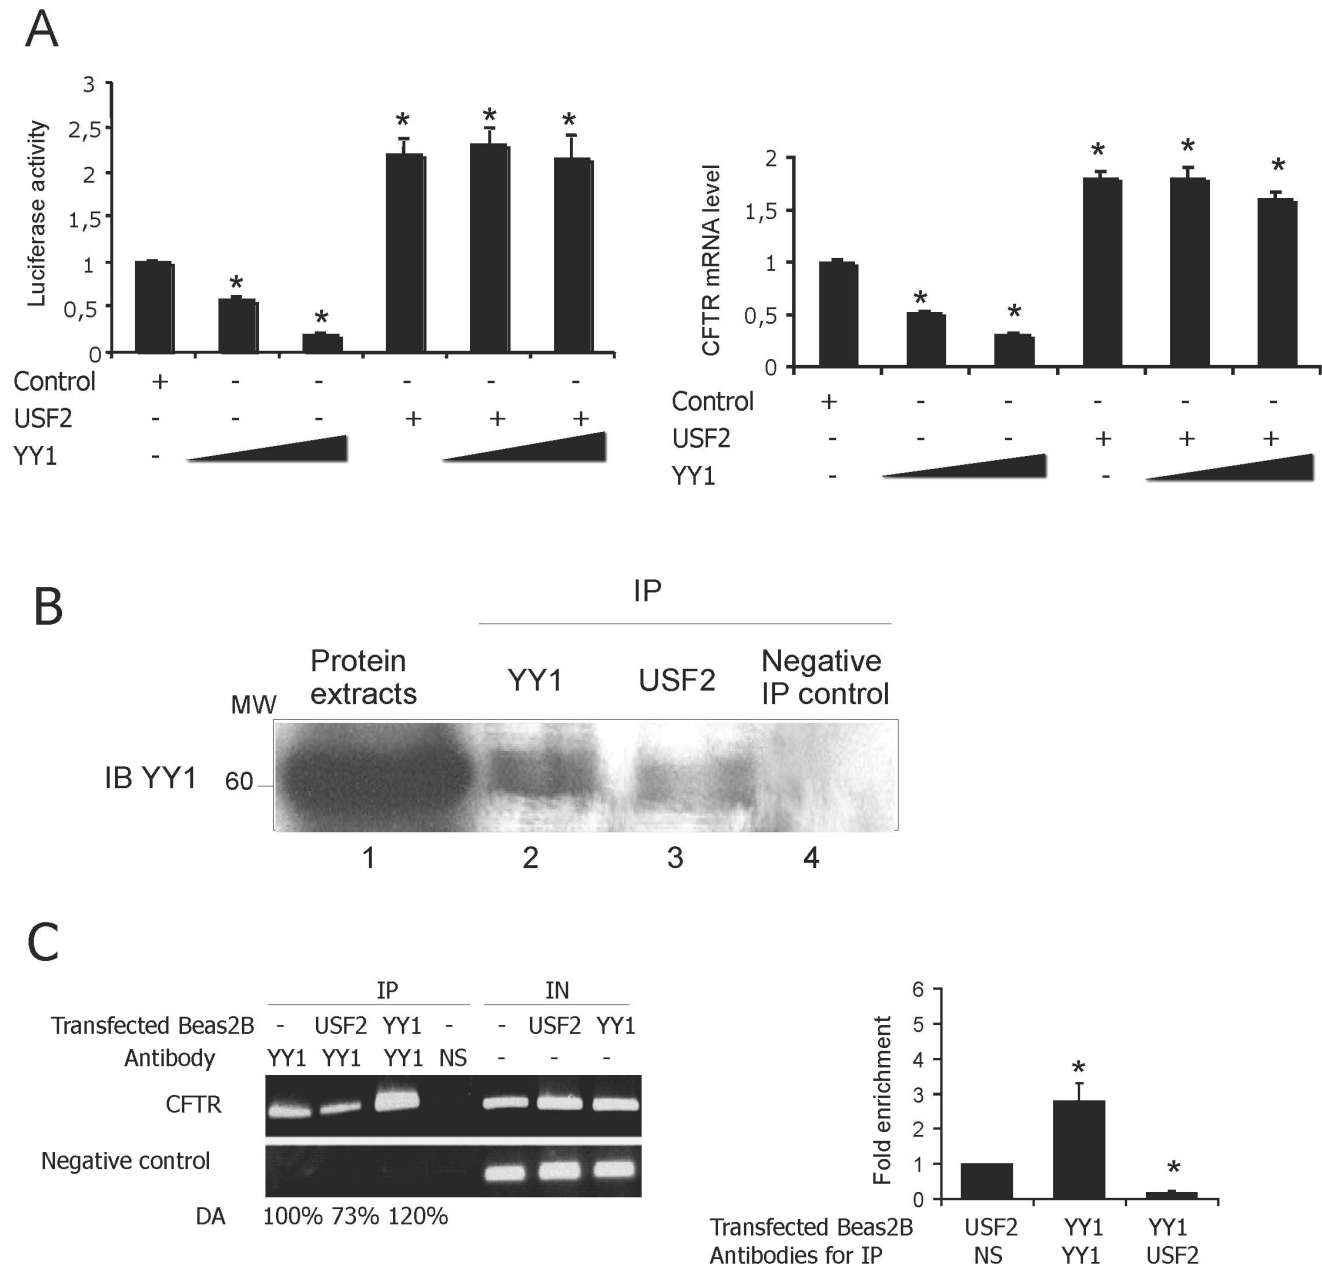 A
Luciferase activity
3
2,5
2
1,5
1
0,5
0
* * * * *
Control + - - - - -
USF2 - - - + + +
YY1 -
CFTR mRNA level
2
1,5
1
0,5
0
* * * * *
Control + - - - - -
USF2 - - - + + +
YY1 - -
B
IP
Protein extracts YY1 USF2 Negative IP control
MW
IB YY1 60
1 2 3 4
C
IP IN
Transfected Beas2B - USF2 YY1 - - USF2 YY1
Antibody YY1 YY1 YY1 NS - - -
CFTR
Negative control
DA 100% 73% 120%
Fold enrichment
6
5
4
3
2
1
0
* *
Transfected Beas2B USF2 YY1 YY1
Antibodies for IP NS YY1 USF2